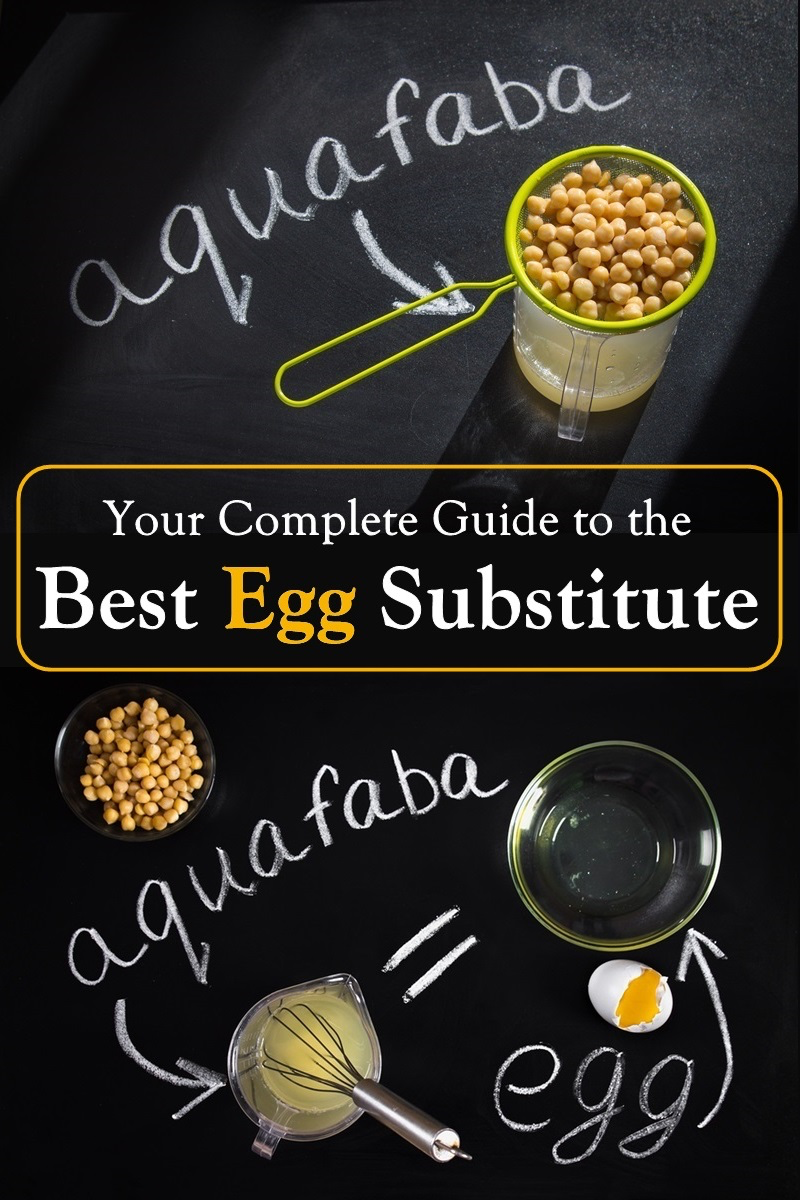 aquafaba
Your Complete Guide to the
Best Egg Substitute
aquafaba
=
egg